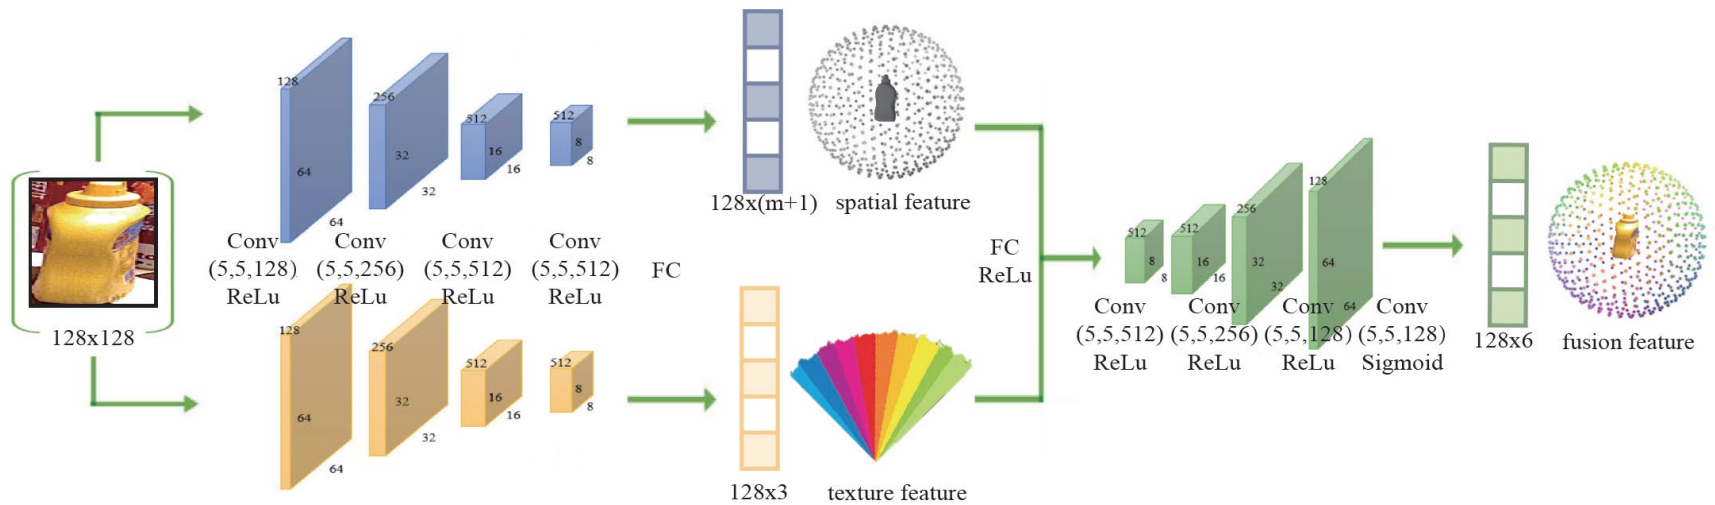 128x128
128
64
64
256
32
32
512
16
16
512
8
8
Conv
(5,5,128)
ReLu
Conv
(5,5,256)
ReLu
Conv
(5,5,512)
ReLu
Conv
(5,5,512)
ReLu
FC
128
64
64
256
32
32
512
16
16
512
8
8
128x(m+1)
spatial feature
128x3
texture feature
FC
ReLu
512
8
8
512
16
16
256
32
32
128
64
64
Conv
(5,5,512)
ReLu
Conv
(5,5,256)
ReLu
Conv
(5,5,128)
ReLu
Conv
(5,5,128)
Sigmoid
128x6
fusion feature